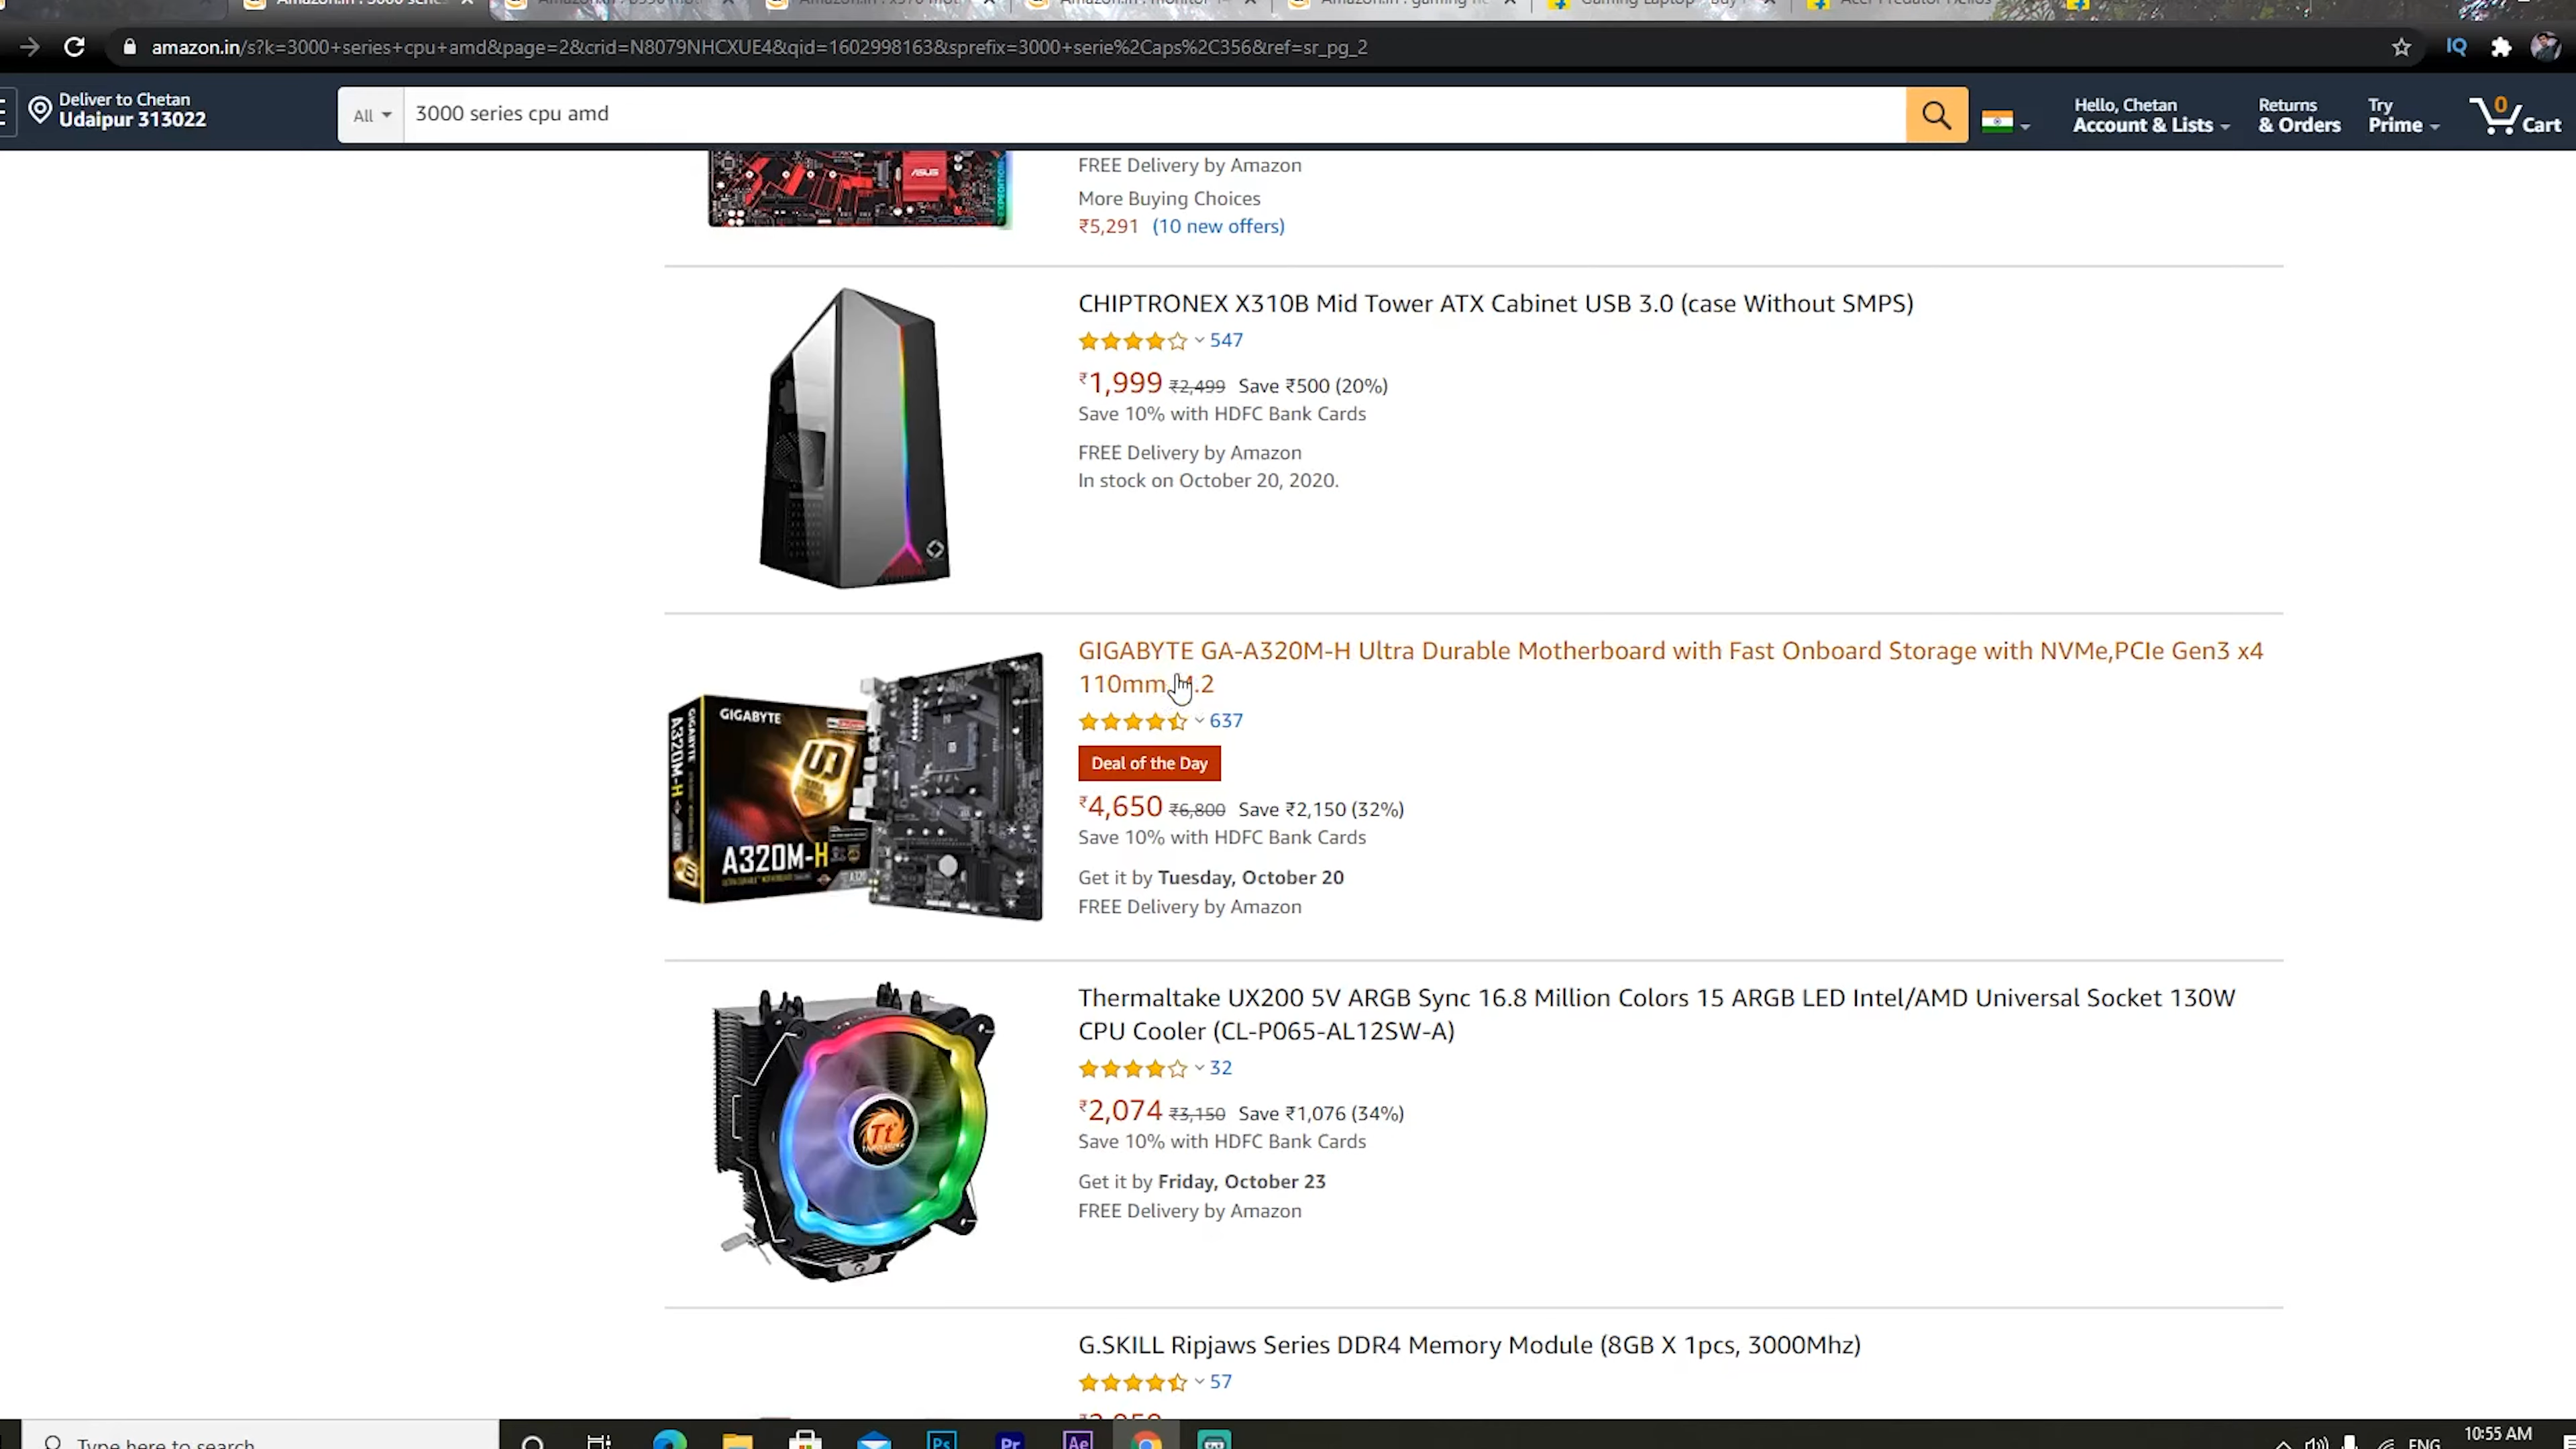 amazon.in/s?k=3000+series+cpu+amd&page=2&crid=N8079NHCXUE4&qid=1602998163&sprefix=3000+serie%2Caps%2C356&ref=sr_pg_2
IQ
Deliver to Chetan
Udaipur 313022
All
3000 series cpu amd
Hello, Chetan
Account & Lists
Returns
& Orders
Try
Prime
0
Cart
ASUS
FREE Delivery by Amazon
More Buying Choices
₹5,291 (10 new offers)
CHIPTRONEX X310B Mid Tower ATX Cabinet USB 3.0 (case Without SMPS)
547
₹1,999 ₹2,499 Save ₹500 (20%)
Save 10% with HDFC Bank Cards
FREE Delivery by Amazon
In stock on October 20, 2020.
GIGABYTE
A320M-H
GIGABYTE GA-A320M-H Ultra Durable Motherboard with Fast Onboard Storage with NVMe,PCIe Gen3 x4
110mm .2
637
Deal of the Day
₹4,650 ₹6,800 Save ₹2,150 (32%)
Save 10% with HDFC Bank Cards
Get it by Tuesday, October 20
FREE Delivery by Amazon
Tt
Thermaltake UX200 5V ARGB Sync 16.8 Million Colors 15 ARGB LED Intel/AMD Universal Socket 130W
CPU Cooler (CL-P065-AL12SW-A)
32
₹2,074 ₹3,150 Save ₹1,076 (34%)
Save 10% with HDFC Bank Cards
Get it by Friday, October 23
FREE Delivery by Amazon
G.SKILL Ripjaws Series DDR4 Memory Module (8GB X 1pcs, 3000Mhz)
57
Type here to search
Ps
Pr
Ae
ENG
10:55 AM